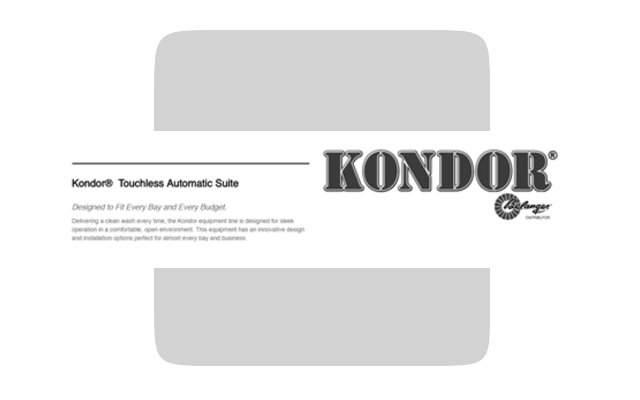 Kondor® Touchless Automatic Suite
Designed to Fit Every Bay and Every Budget.
Delivering a clean wash every time, the Kondor equipment line is designed for sleek
operation in a comfortable, open environment. This equipment has an innovative design
and installation options perfect for almost every bay and business.
KONDOR®
Belanger
DISTRIBUTOR